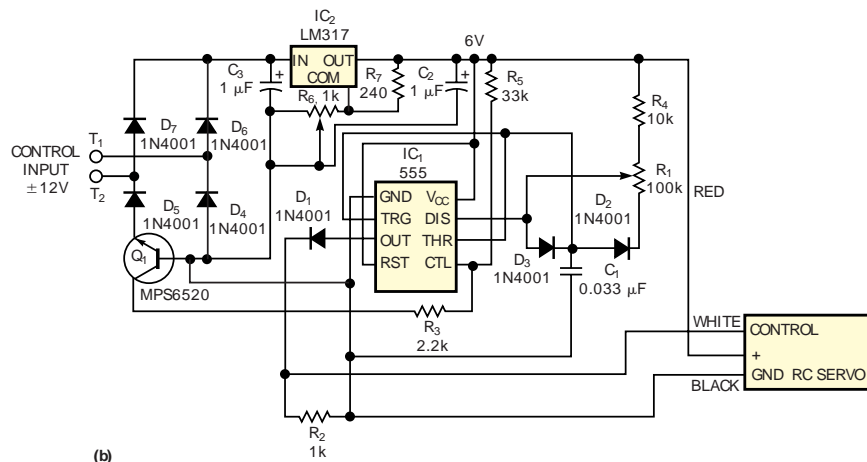 IC2
LM317
IN OUT
COM
6V
C3
1 µF
+
R6, 1k
R7
240
C2
1 µF
+
R5
33k
R4
10k
R1
100k
RED
D7
1N4001
D6
1N4001
T1
CONTROL
INPUT
±12V
T2
D5
1N4001
D4
1N4001
Q1
MPS6520
D1
1N4001
IC1
555
GND VCC
TRG DIS
OUT THR
RST CTL
D2
1N4001
D3
1N4001
C1
0.033 µF
R3
2.2k
R2
1k
WHITE
CONTROL
+
GND RC SERVO
BLACK
(b)